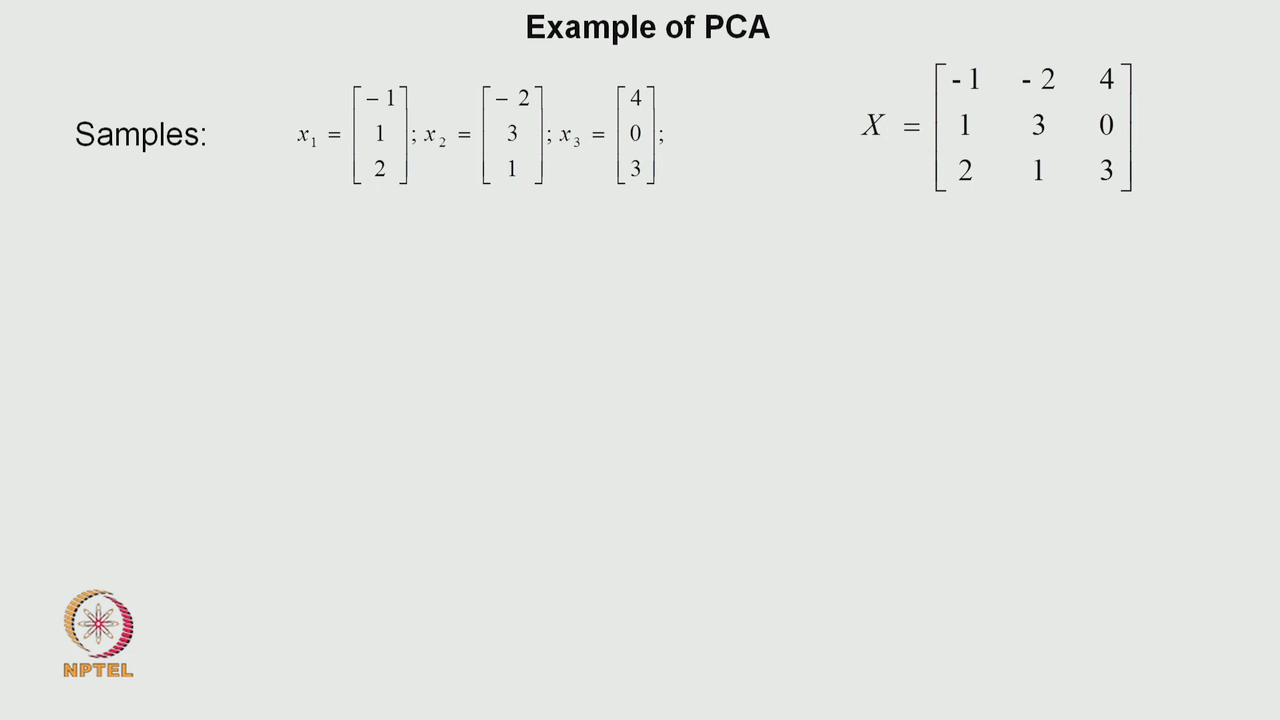 Example of PCA
Samples: x₁ = [ − 1 1 2 ] ; x₂ = [ − 2 3 1 ] ; x₃ = [ 4 0 3 ] ;
X = [ - 1 - 2 4
1 3 0
2 1 3 ]
NPTEL